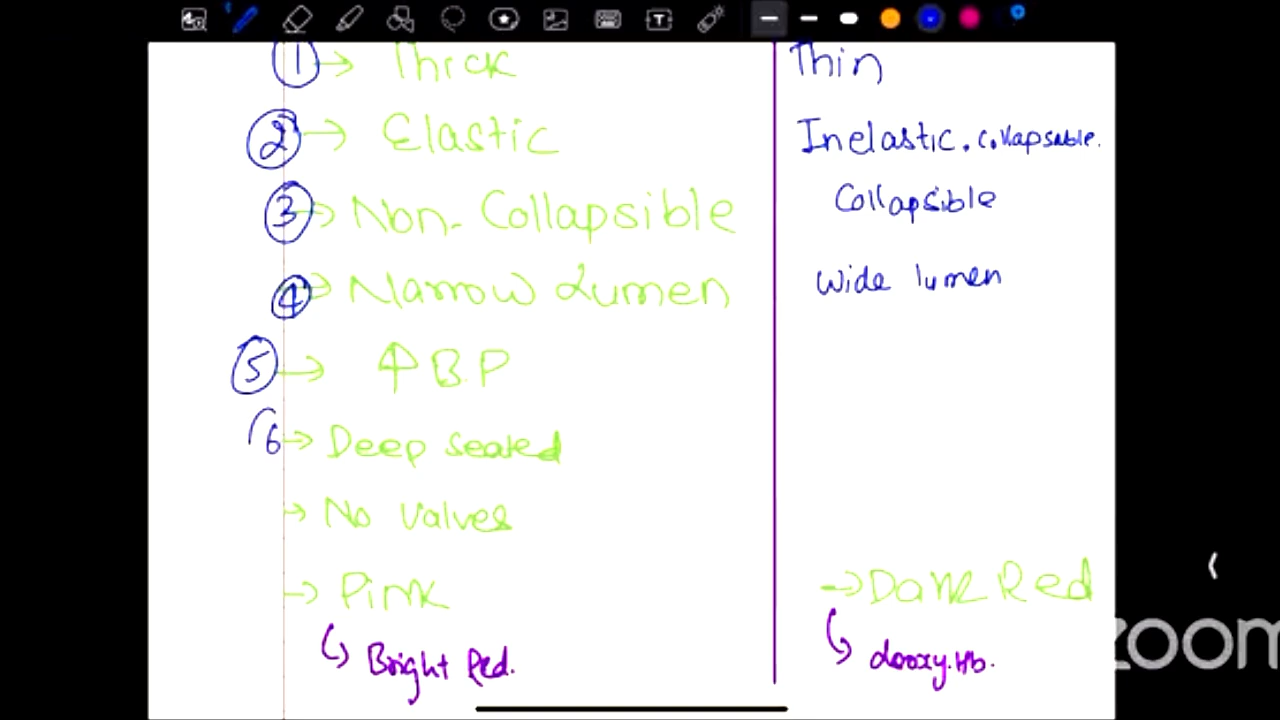 ① → Thick Thin
② → Elastic Inelastic. Collapsable.
③ → Non-Collapsible Collapsible
④ → Narrow Lumen Wide lumen
⑤ → ↑ B.P
6 → Deep Seated
→ No Valves
→ Pink → Dark Red
Bright Red. deoxy.Hb.
zoom